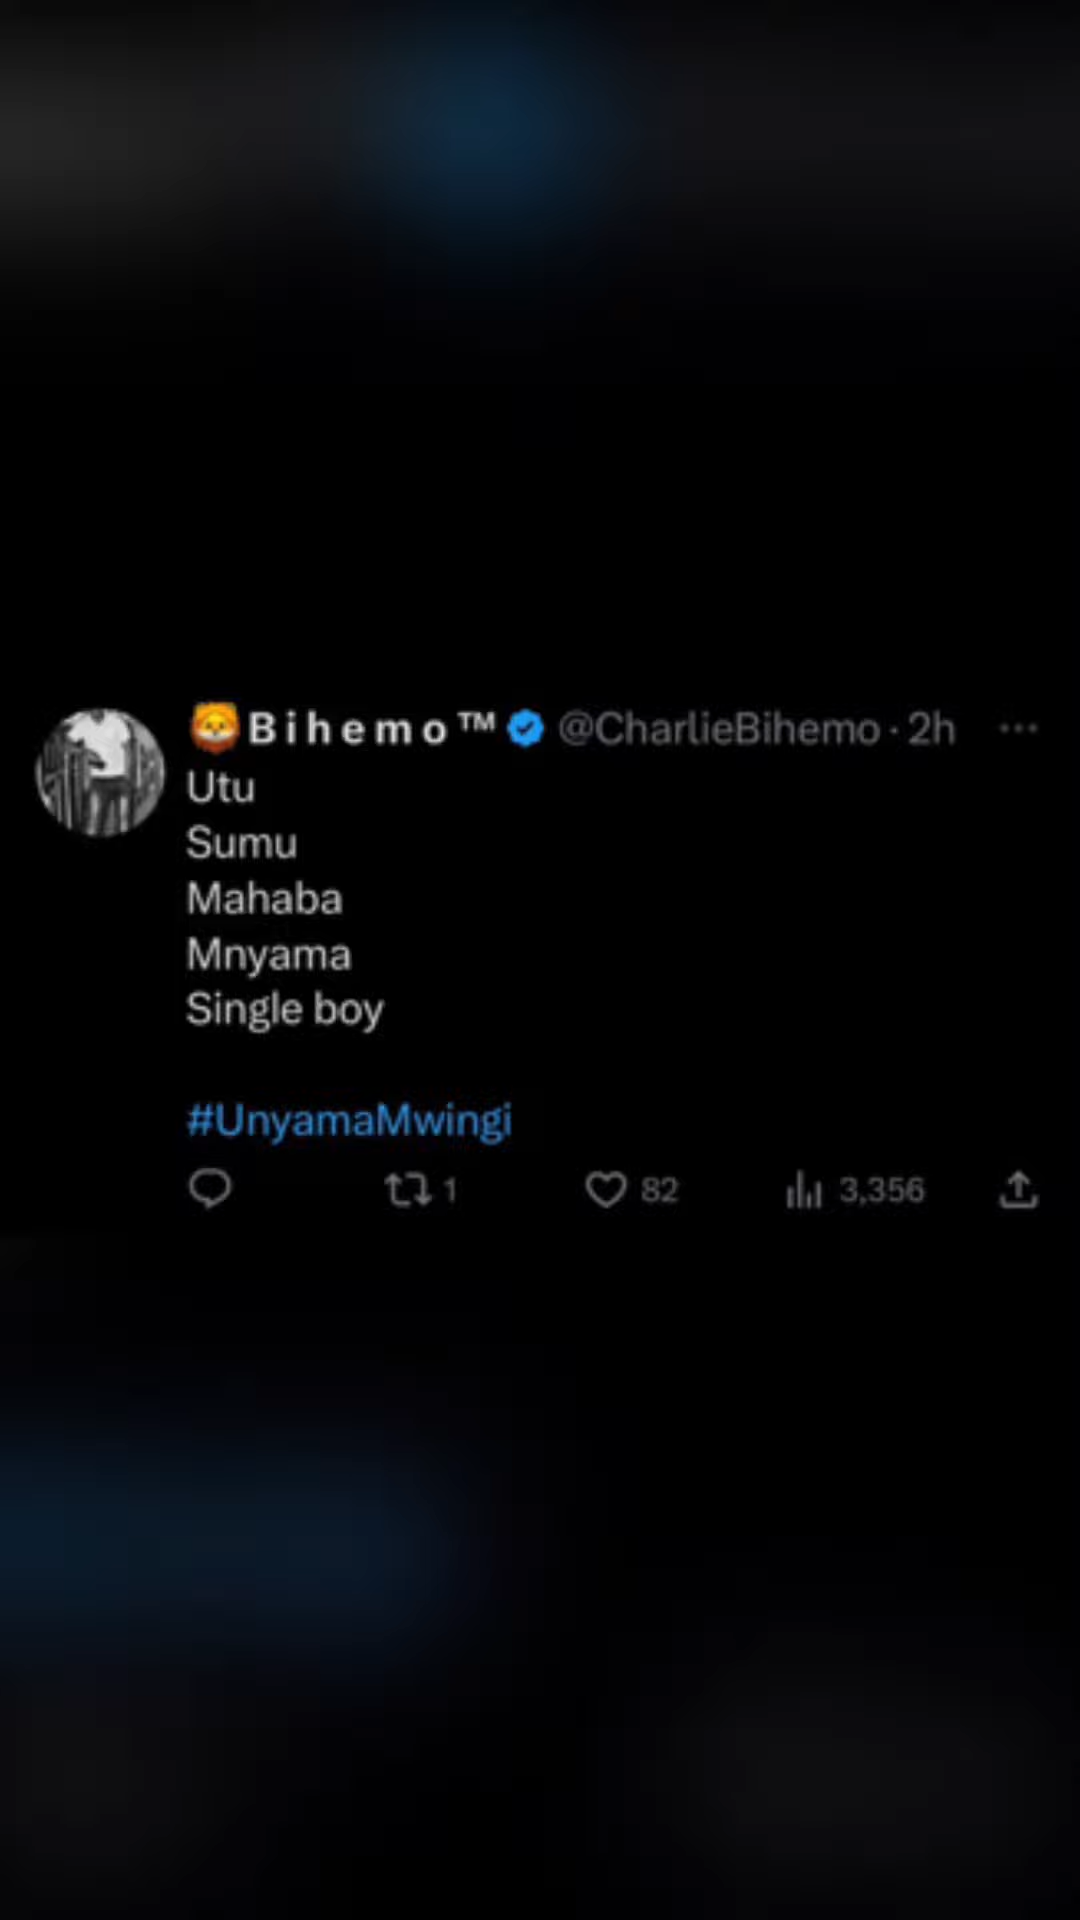 🦁Bihemo™ @CharlieBihemo · 2h
Utu
Sumu
Mahaba
Mnyama
Single boy
#UnyamaMwingi
1 82 3,356